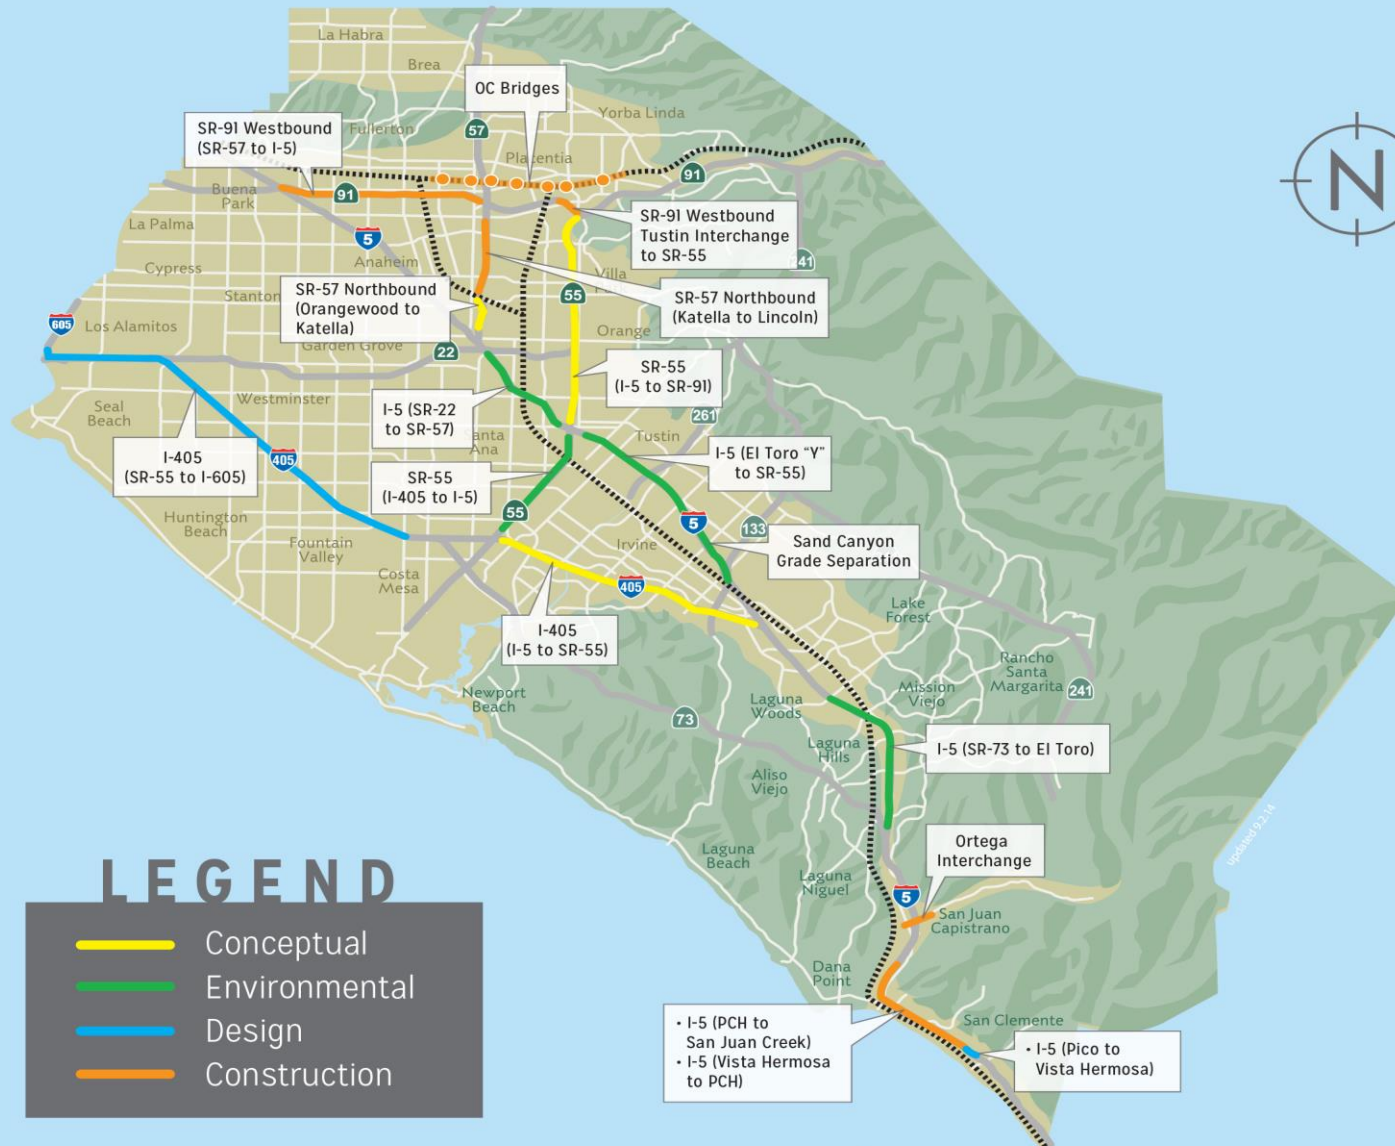 La Habra
Brea
OC Bridges
Yorba Linda
57
SR-91 Westbound
(SR-57 to I-5)
Fullerton
Placentia
91
N
Buena
Park
91
La Palma
5
SR-91 Westbound
Tustin Interchange
to SR-55
Anaheim
241
Cypress
Villa
Stanton
SR-57 Northbound
(Orangewood to
Katella)
55
SR-57 Northbound
(Katella to Lincoln)
605
Los Alamitos
Garden Grove
22
Orange
SR-55
(I-5 to SR-91)
Seal
Beach
Westminster
I-5 (SR-22
to SR-57)
261
Santa
Ana
Tustin
I-405
(SR-55 to I-605)
405
SR-55
(I-405 to I-5)
I-5 (El Toro “Y”
to SR-55)
Huntington
Beach
55
5
133
Fountain
Valley
Irvine
Sand Canyon
Grade Separation
Costa
Mesa
405
Lake
Forest
I-405
(I-5 to SR-55)
Rancho
Santa
Margarita
241
Newport
Beach
Laguna
Woods
Mission
Viejo
73
Laguna
Hills
I-5 (SR-73 to El Toro)
Aliso
Viejo
updated 9.2.14
Laguna
Beach
Ortega
Interchange
Laguna
Niguel
5
San Juan
Capistrano
Dana
Point
• I-5 (PCH to
San Juan Creek)
• I-5 (Vista Hermosa
to PCH)
San Clemente
• I-5 (Pico to
Vista Hermosa)
LEGEND
Conceptual
Environmental
Design
Construction